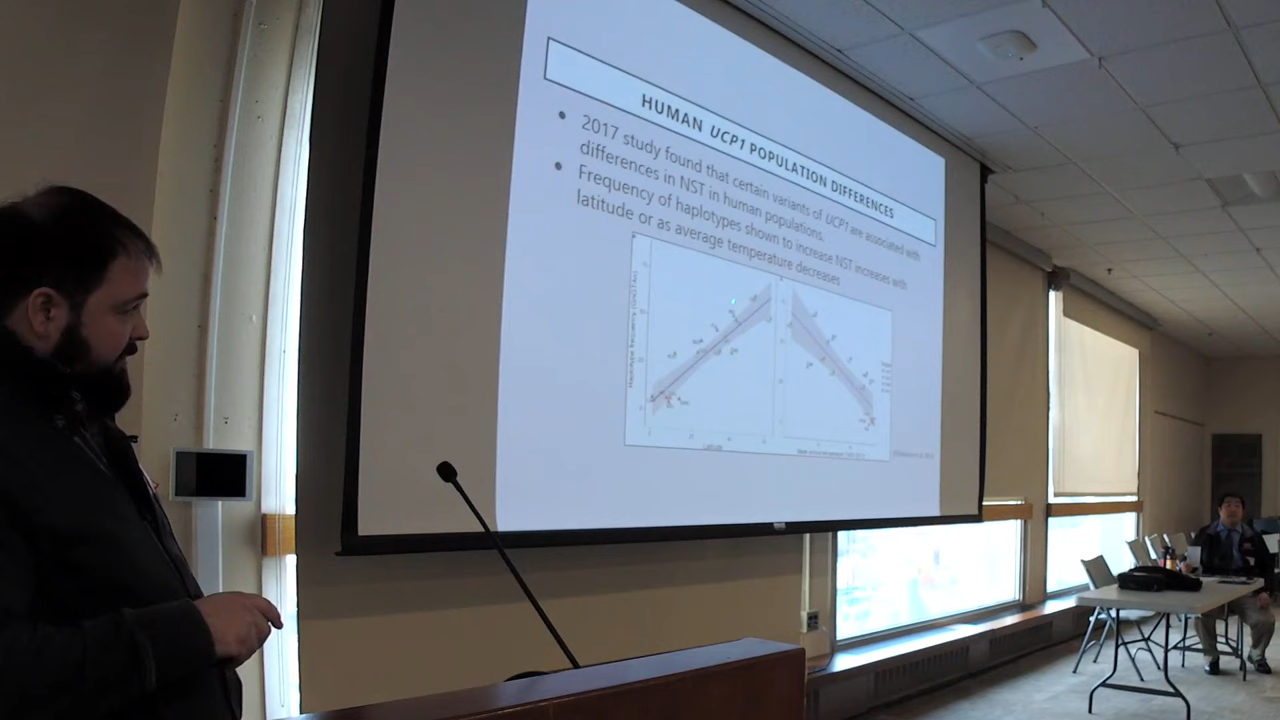 HUMAN UCP1 POPULATION DIFFERENCES
• 2017 study found that certain variants of UCP1 are associated with
differences in NST in human populations.
• Frequency of haplotypes shown to increase NST increases with
latitude or as average temperature decreases
Latitude